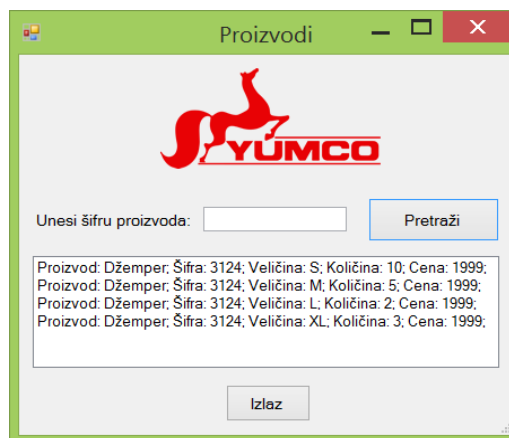 Proizvodi
YUMCO
Unesi šifru proizvoda:
Pretraži
Proizvod: Džemper; Šifra: 3124; Veličina: S; Količina: 10; Cena: 1999;
Proizvod: Džemper; Šifra: 3124; Veličina: M; Količina: 5; Cena: 1999;
Proizvod: Džemper; Šifra: 3124; Veličina: L; Količina: 2; Cena: 1999;
Proizvod: Džemper; Šifra: 3124; Veličina: XL; Količina: 3; Cena: 1999;
Izlaz